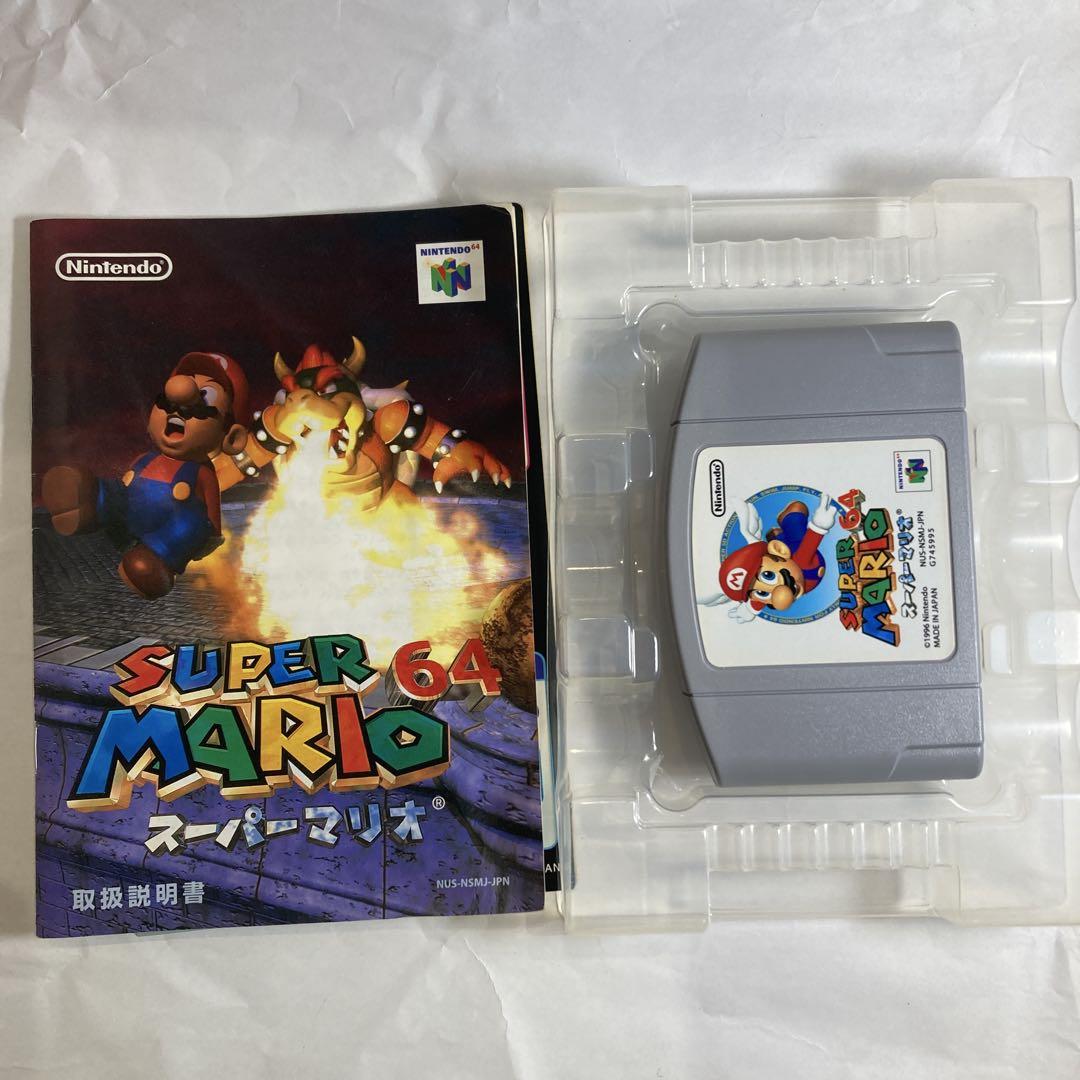 Nintendo
NINTENDO 64
SUPER
MARIO 64
スーパーマリオ®
取扱説明書
NUS-NSMJ-JPN
AN
Nintendo
NINTENDO 64
SUPER
MARIO 64
スーパーマリオ®
©1996 Nintendo NUS-NSMJ-JPN
MADE IN JAPAN G745995